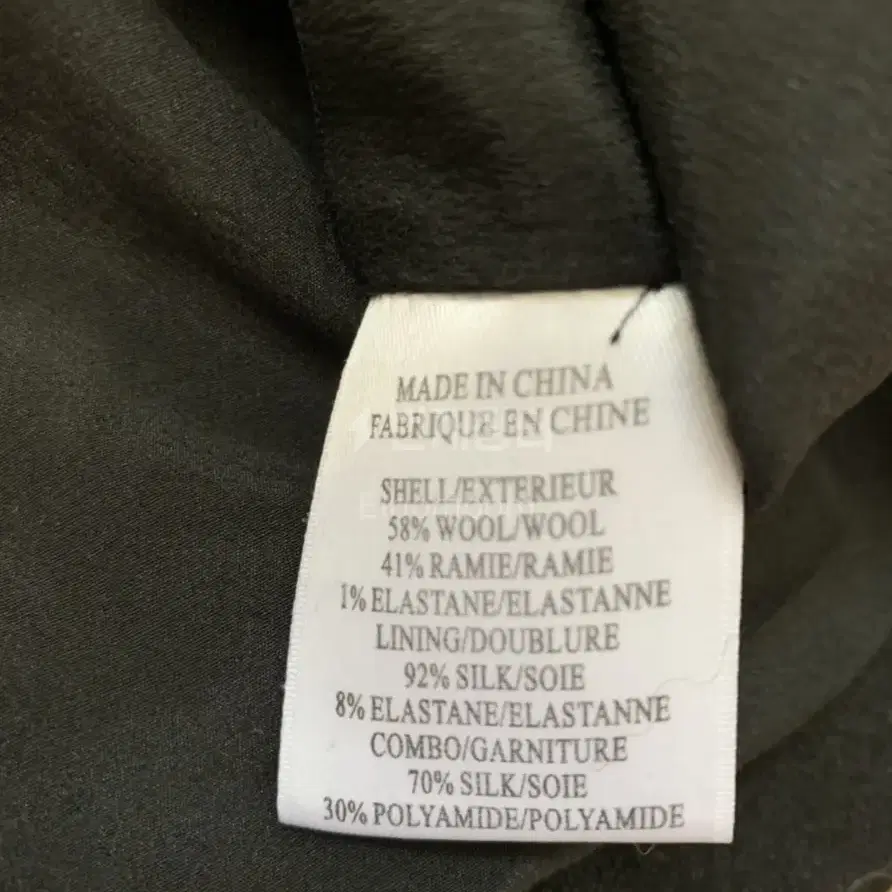 MADE IN CHINA
FABRIQUE EN CHINE
SHELL/EXTERIEUR
58% WOOL/WOOL
41% RAMIE/RAMIE
1% ELASTANE/ELASTANNE
LINING/DOUBLURE
92% SILK/SOIE
8% ELASTANE/ELASTANNE
COMBO/GARNITURE
70% SILK/SOIE
30% POLYAMIDE/POLYAMIDE